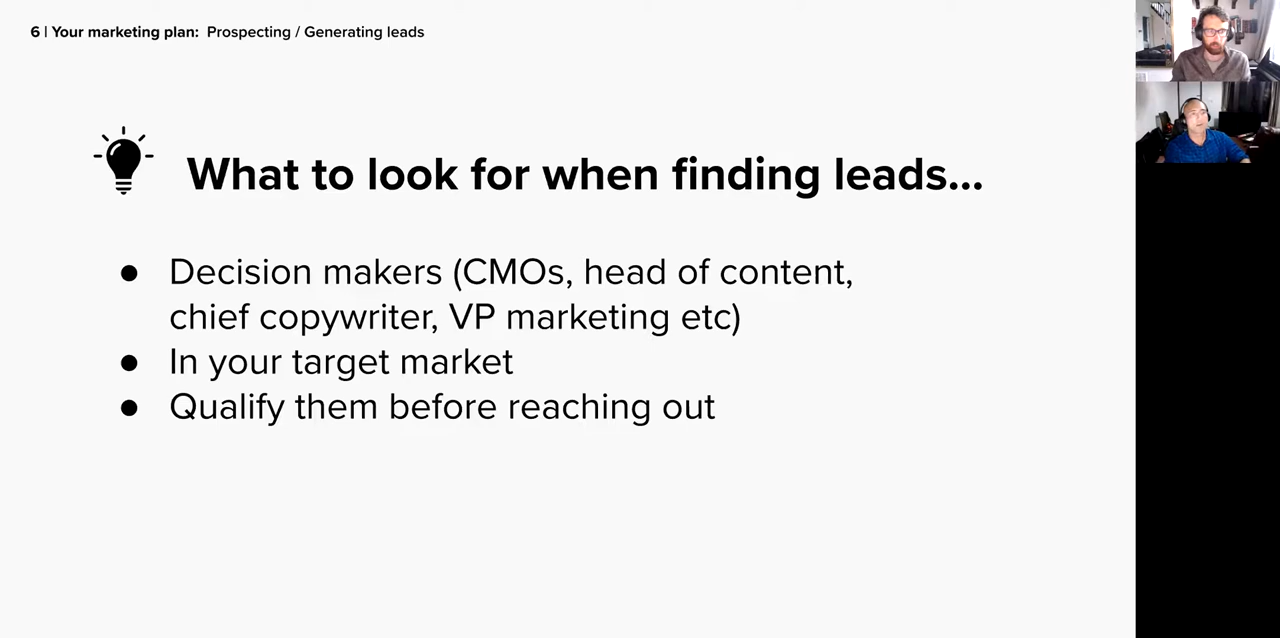 6 | Your marketing plan: Prospecting / Generating leads
What to look for when finding leads...
● Decision makers (CMOs, head of content,
chief copywriter, VP marketing etc)
● In your target market
● Qualify them before reaching out